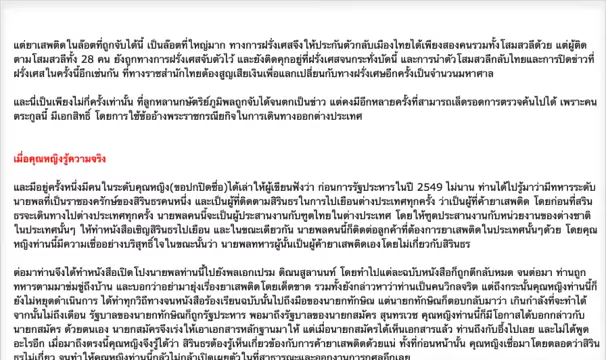 แต่ยาเสพติดในล๊อตที่ถูกจับได้นี้ เป็นล๊อตที่ใหญ่มาก ทางการฝรั่งเศสจึงให้ประกันตัวกลับเมืองไทยได้เพียงสองคนรวมทั้งโสมสวลีด้วย แต่ผู้ติด
ตามโสมสวลีทั้ง 28 คน ยังถูกทางการฝรั่งเศสจับตัวไว้ และยังติดคุกอยู่ที่ฝรั่งเศสจนกระทั่งบัดนี้ และการนำตัวโสมสวลีกลับไทยและการปิดข่าวที่
ฝรั่งเศสในครั้งนี้อีกเช่นกัน ที่ทางราชสำนักไทยต้องสูญเสียเงินเพื่อแลกเปลี่ยนกับทางฝรั่งเศษอีกครั้งเป็นจำนวนมหาศาล
และนี่เป็นเพียงไม่กี่ครั้งเท่านั้น ที่ลูกหลานกษัตริย์ภูมิพลถูกจับได้จนตกเป็นข่าว แต่คงมีอีกหลายครั้งที่สามารถเล็ดรอดการตรวจค้นไปได้ เพราะคน
ตระกูลนี้ มีเอกสิทธิ์ โดยการใช้ข้ออ้างพระราชกรณียกิจในการเดินทางออกต่างประเทศ
เมื่อคุณหญิงรู้ความจริง
และมีอยู่ครั้งหนึ่งมีคนในระดับคุณหญิง(ขอปกปิดชื่อ)ได้เล่าให้ผู้เขียนฟังว่า ก่อนการรัฐประหารในปี 2549 ไม่นาน ท่านได้ไปรู้มาว่ามีทหารระดับ
นายพลที่เป็นราชองครักษ์ของสิรินธรคนหนึ่ง และเป็นผู้ที่ติดตามสิรินธรในการไปเยือนต่างประเทศทุกครั้ง ว่าเป็นผู้ที่ค้ายาเสพติด โดยก่อนที่สริน
ธรจะเดินทางไปต่างประเทศทุกครั้ง นายพลคนนี้จะเป็นผู้ประสานงานกับทูตไทยในต่างประเทศ โดยให้ทูตประสานงานกับหน่วยงานของต่างชาติ
ในประเทศนั้นๆ ให้ทำหนังสือเชิญสิรินธรไปเยือน และในขณะเดียวกัน นายพลคนนี้ก็ติดต่อลูกค้าที่ต้องการยาเสพติดในประเทศนั้นๆด้วย โดยคุณ
หญิงท่านนี้มีความเชื่ออย่างบริสุทธิ์ใจในขณะนั้นว่า นายพลทหารผู้นั้นเป็นผู้ค้ายาเสพติดเองโดยไม่เกี่ยวกับสิรินธร
ต่อมาท่านจึงได้ทำหนังสือเปิดโปงนายพลท่านนี้ไปยังพลเอกเปรม ติณนสูลานนท์ โดยทำไปแต่ละฉบับหนังสือก็ถูกตีกลับหมด จนต่อมา ท่านถูก
ทหารตามมาข่มขู่ถึงบ้าน และบอกว่าอย่ามายุ่งเรื่องยาเสพติดโดยเด็ดขาด รวมทั้งยังกล่าวหาว่าท่านเป็นคนวิกลจริต แต่ถึงกระนั้นคุณหญิงท่านนี้ก็
ยังไม่หยุดดำเนินการ ได้ทำทุกวิถีทางจนหนังสือร้องเรียนฉบับนั้นไปถึงมือของนายกทักษิณ แต่นายกทักษิณก็ตอบกลับมาว่า เกินกำลังที่จะทำได้
จากนั้นไม่ถึงเดือน รัฐบาลของนายกทักษิณก็ถูกรัฐประหาร พอมาถึงรัฐบาลของนายกสมัคร สุนทรเวช คุณหญิงท่านนี้ก็มีโอกาสได้บอกกล่าวกับ
นายกสมัคร ด้วยตนเอง นายกสมัครจึงเร่งให้เอาเอกสารหลักฐานมาให้ แต่เมื่อนายกสมัครได้เห็นเอกสารแล้ว ท่านถึงกับอึ้งไปเลย และไม่ได้พูด
อะไรอีก เมื่อมาถึงตรงนี้คุณหญิงจึงรู้ได้ว่า สิรินธรต้องรู้เห็นเกี่ยวข้องกับการค้ายาเสพติดด้วยแน่ ทั้งที่ก่อนหน้านั้น คุณหญิงเชื่อมาโดยตลอดว่าสิริน
ธรไม่เกี่ยว จนทำให้คุณหญิงท่านนี้กลัวไม่กล้าเปิดเผยตัวในที่สาธารณะและออกงานการกุศลอีกเลย